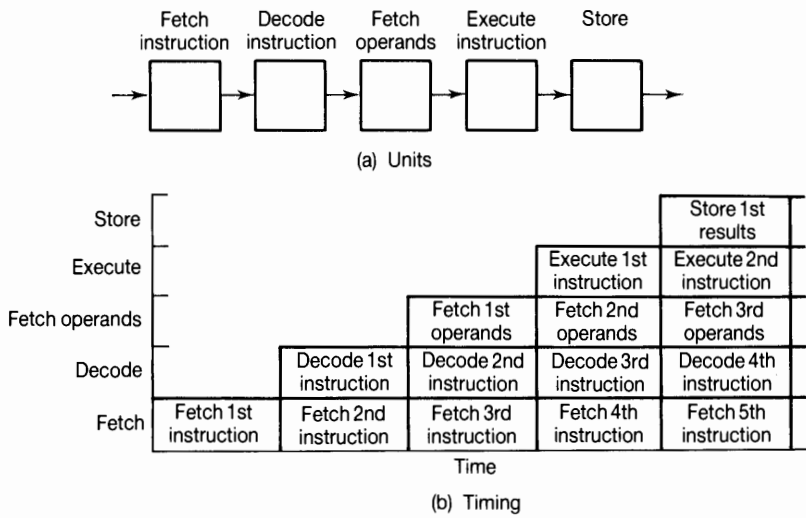 Fetch Decode Fetch Execute Store
instruction instruction operands instruction
(a) Units
Store
Store 1st
results
Execute
Execute 1st Execute 2nd
instruction instruction
Fetch operands
Fetch 1st Fetch 2nd Fetch 3rd
operands operands operands
Decode
Decode 1st Decode 2nd Decode 3rd Decode 4th
instruction instruction instruction instruction
Fetch
Fetch 1st Fetch 2nd Fetch 3rd Fetch 4th Fetch 5th
instruction instruction instruction instruction instruction
Time
(b) Timing